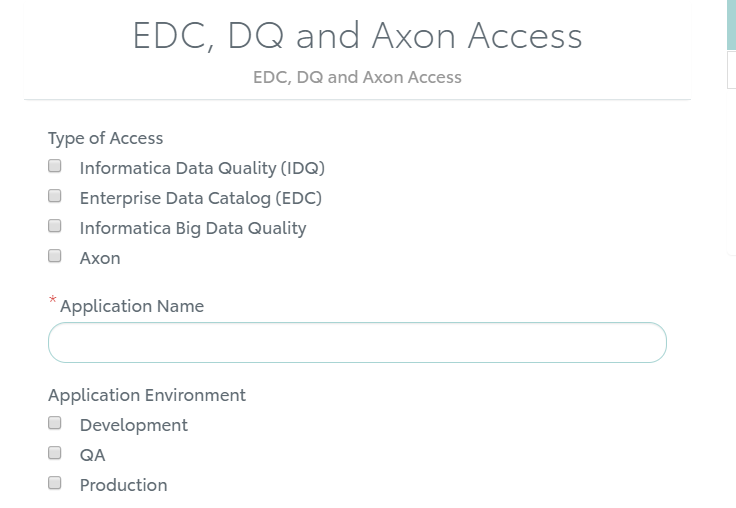 EDC, DQ and Axon Access
EDC, DQ and Axon Access
Type of Access
Informatica Data Quality (IDQ)
Enterprise Data Catalog (EDC)
Informatica Big Data Quality
Axon
* Application Name
Application Environment
Development
QA
Production